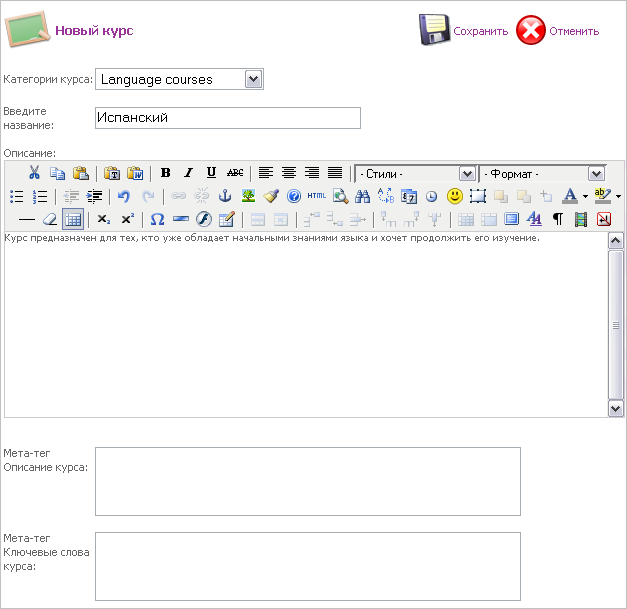 Новый курс
Сохранить
Отменить
Категории курса: Language courses
Введите
название: Испанский
Описание:
B I U ABC - Стили - - Формат -
HTML
Курс предназначен для тех, кто уже обладает начальными знаниями языка и хочет продолжить его изучение.
Мета-тег
Описание курса:
Мета-тег
Ключевые слова
курса: